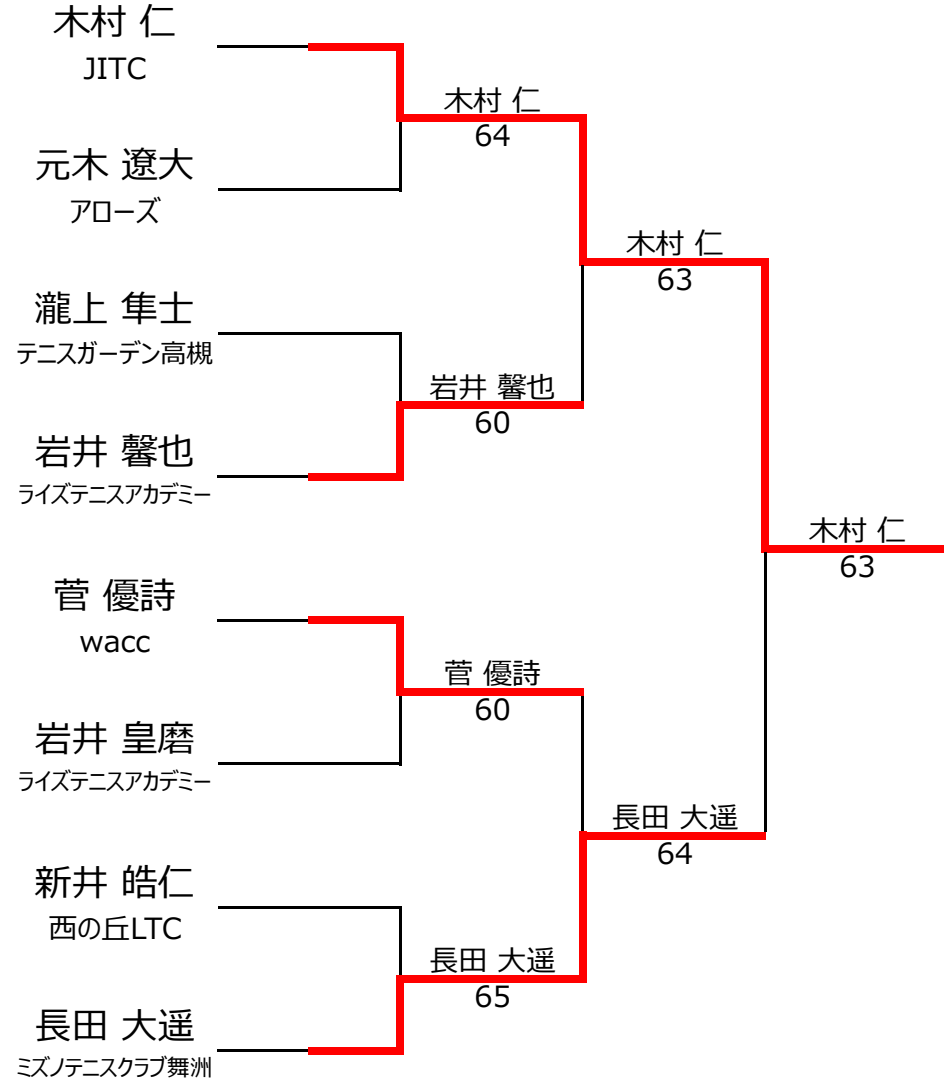 木村 仁
JITC
元木 遼大
アローズ
瀧上 隼士
テニスガーデン高槻
岩井 馨也
ライズテニスアカデミー
菅 優詩
wacc
岩井 皇磨
ライズテニスアカデミー
新井 皓仁
西の丘LTC
長田 大遥
ミズノテニスクラブ舞洲
木村 仁
64
岩井 馨也
60
菅 優詩
60
長田 大遥
65
木村 仁
63
長田 大遥
64
木村 仁
63